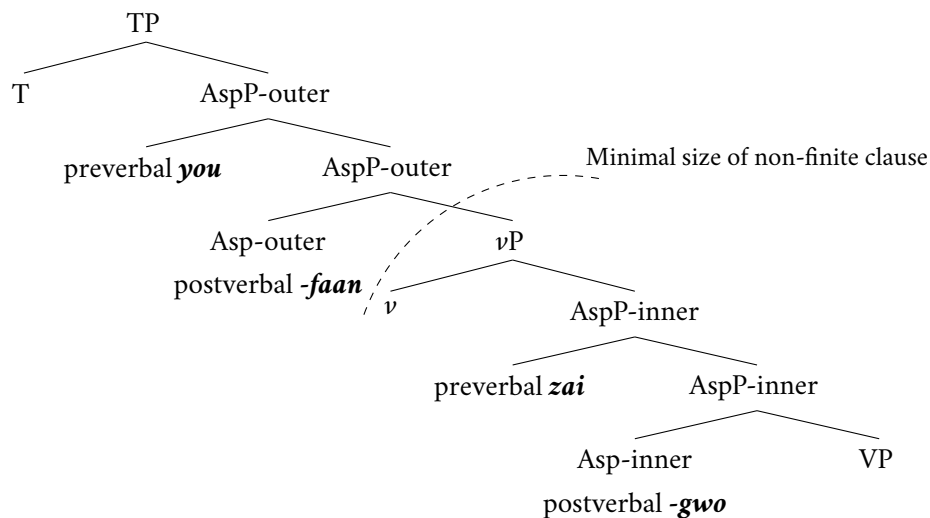 TP
T
AspP-outer
preverbal you
AspP-outer
Minimal size of non-finite clause
Asp-outer
postverbal -faan
vP
v
AspP-inner
preverbal zai
AspP-inner
Asp-inner
postverbal -gwo
VP